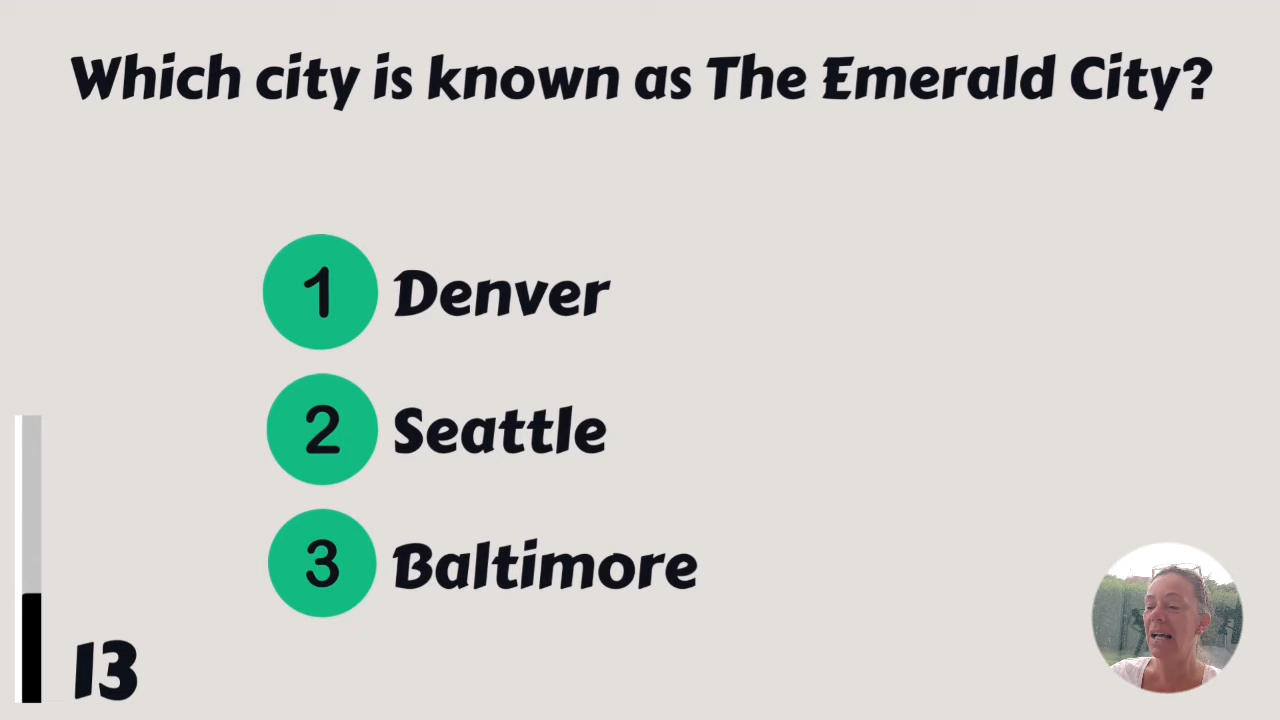 Which city is known as The Emerald City?
1 Denver
2 Seattle
3 Baltimore
13